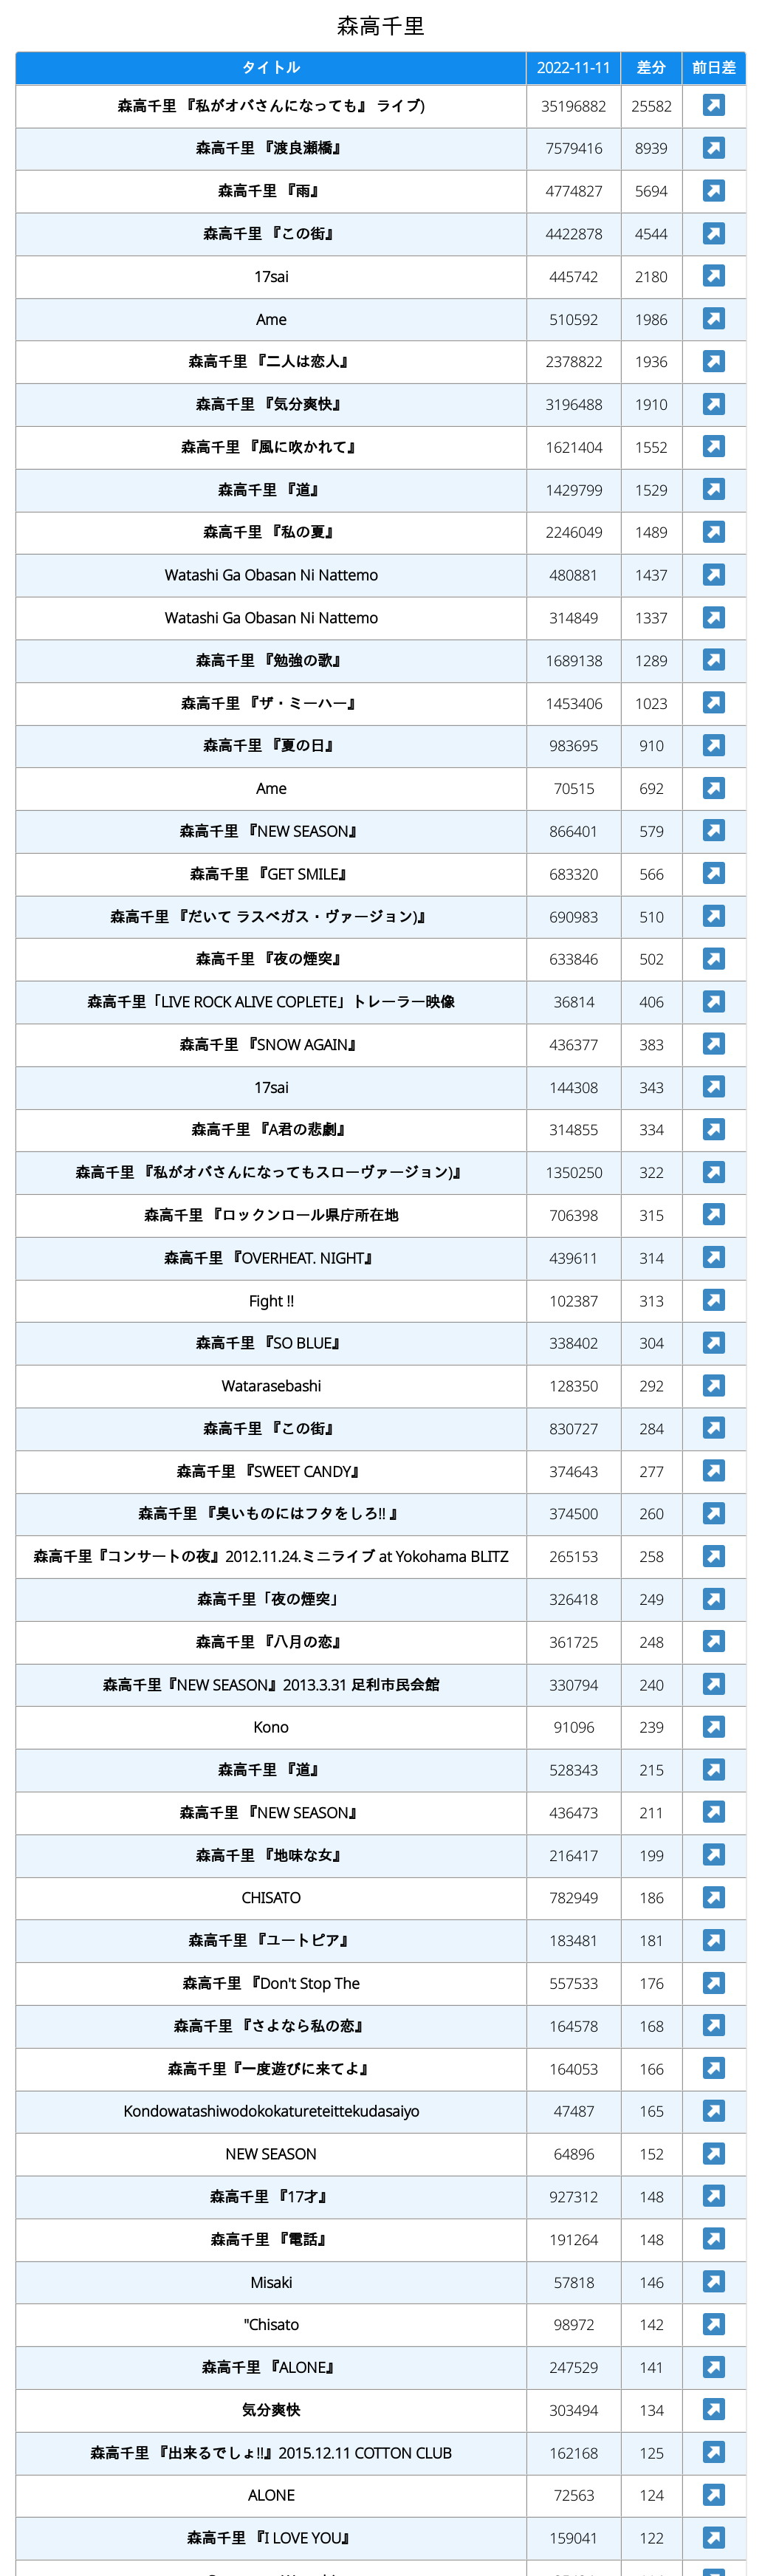 森高千里
タイトル 2022-11-11 差分 前日差
森高千里 『私がオバさんになっても』 ライブ) 35196882 25582
森高千里 『渡良瀬橋』 7579416 8939
森高千里 『雨』 4774827 5694
森高千里 『この街』 4422878 4544
17sai 445742 2180
Ame 510592 1986
森高千里 『二人は恋人』 2378822 1936
森高千里 『気分爽快』 3196488 1910
森高千里 『風に吹かれて』 1621404 1552
森高千里 『道』 1429799 1529
森高千里 『私の夏』 2246049 1489
Watashi Ga Obasan Ni Nattemo 480881 1437
Watashi Ga Obasan Ni Nattemo 314849 1337
森高千里 『勉強の歌』 1689138 1289
森高千里 『ザ・ミーハー』 1453406 1023
森高千里 『夏の日』 983695 910
Ame 70515 692
森高千里 『NEW SEASON』 866401 579
森高千里 『GET SMILE』 683320 566
森高千里 『だいて ラスベガス・ヴァージョン)』 690983 510
森高千里 『夜の煙突』 633846 502
森高千里「LIVE ROCK ALIVE COPLETE」トレーラー映像 36814 406
森高千里 『SNOW AGAIN』 436377 383
17sai 144308 343
森高千里 『A君の悲劇』 314855 334
森高千里 『私がオバさんになってもスローヴァージョン)』 1350250 322
森高千里 『ロックンロール県庁所在地 706398 315
森高千里 『OVERHEAT. NIGHT』 439611 314
Fight !! 102387 313
森高千里 『SO BLUE』 338402 304
Watarasebashi 128350 292
森高千里 『この街』 830727 284
森高千里 『SWEET CANDY』 374643 277
森高千里 『臭いものにはフタをしろ!! 』 374500 260
森高千里『コンサートの夜』2012.11.24.ミニライブ at Yokohama BLITZ 265153 258
森高千里「夜の煙突」 326418 249
森高千里 『八月の恋』 361725 248
森高千里『NEW SEASON』2013.3.31 足利市民会館 330794 240
Kono 91096 239
森高千里 『道』 528343 215
森高千里 『NEW SEASON』 436473 211
森高千里 『地味な女』 216417 199
CHISATO 782949 186
森高千里 『ユートピア』 183481 181
森高千里 『Don't Stop The 557533 176
森高千里 『さよなら私の恋』 164578 168
森高千里『一度遊びに来てよ』 164053 166
Kondowatashiwodokokatureteittekudasaiyo 47487 165
NEW SEASON 64896 152
森高千里 『17才』 927312 148
森高千里 『電話』 191264 148
Misaki 57818 146
"Chisato 98972 142
森高千里 『ALONE』 247529 141
気分爽快 303494 134
森高千里 『出来るでしょ!!』2015.12.11 COTTON CLUB 162168 125
ALONE 72563 124
森高千里 『I LOVE YOU』 159041 122